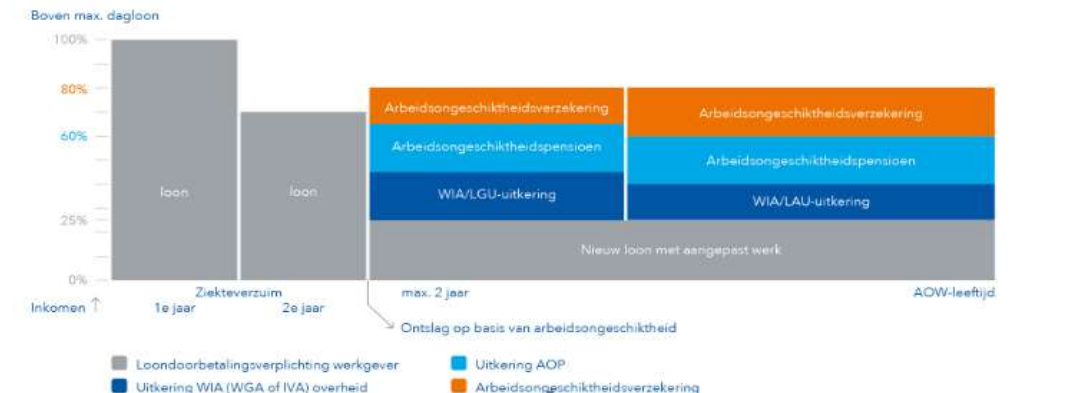 Boven max. dagloon
100%
80%
60%
25%
0%
loon
loon
Arbeidsongeschiktheidsverzekering
Arbeidsongeschiktheidspensioen
WIA/LGU-uitkering
Arbeidsongeschiktheidsverzekering
Arbeidsongeschiktheidspensioen
WIA/LAU-uitkering
Nieuw loon met aangepast werk
Inkomen ↑
Ziekteverzuim
1e jaar 2e jaar
max. 2 jaar
AOW-leeftijd
Ontslag op basis van arbeidsongeschiktheid
Loondoorbetalingsverplichting werkgever
Uitkering AOP
Uitkering WIA (WGA of IVA) overheid
Arbeidsongeschiktheidsverzekering